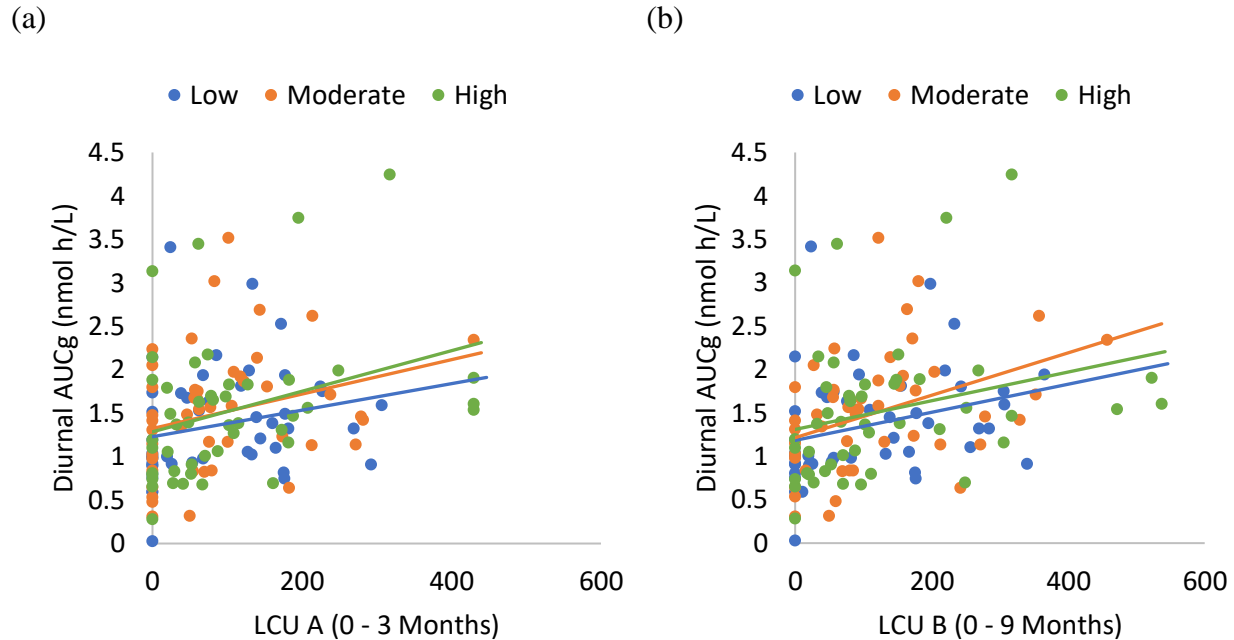 (a)
Low Moderate High
Diurnal AUCg (nmol h/L)
4.5
4
3.5
3
2.5
2
1.5
1
0.5
0
0 200 400 600
LCU A (0 - 3 Months)
(b)
Low Moderate High
Diurnal AUCg (nmol h/L)
4.5
4
3.5
3
2.5
2
1.5
1
0.5
0
0 200 400 600
LCU B (0 - 9 Months)